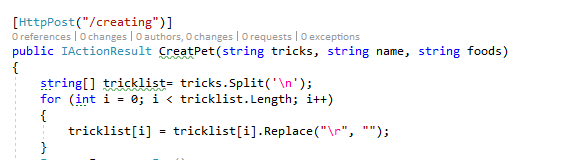 [HttpPost("/creating")]
0 references | 0 changes | 0 authors, 0 changes | 0 requests | 0 exceptions
public IActionResult CreatPet(string tricks, string name, string foods)
{
string[] tricklist= tricks.Split('\n');
for (int i = 0; i < tricklist.Length; i++)
{
tricklist[i] = tricklist[i].Replace("\r", "");
}